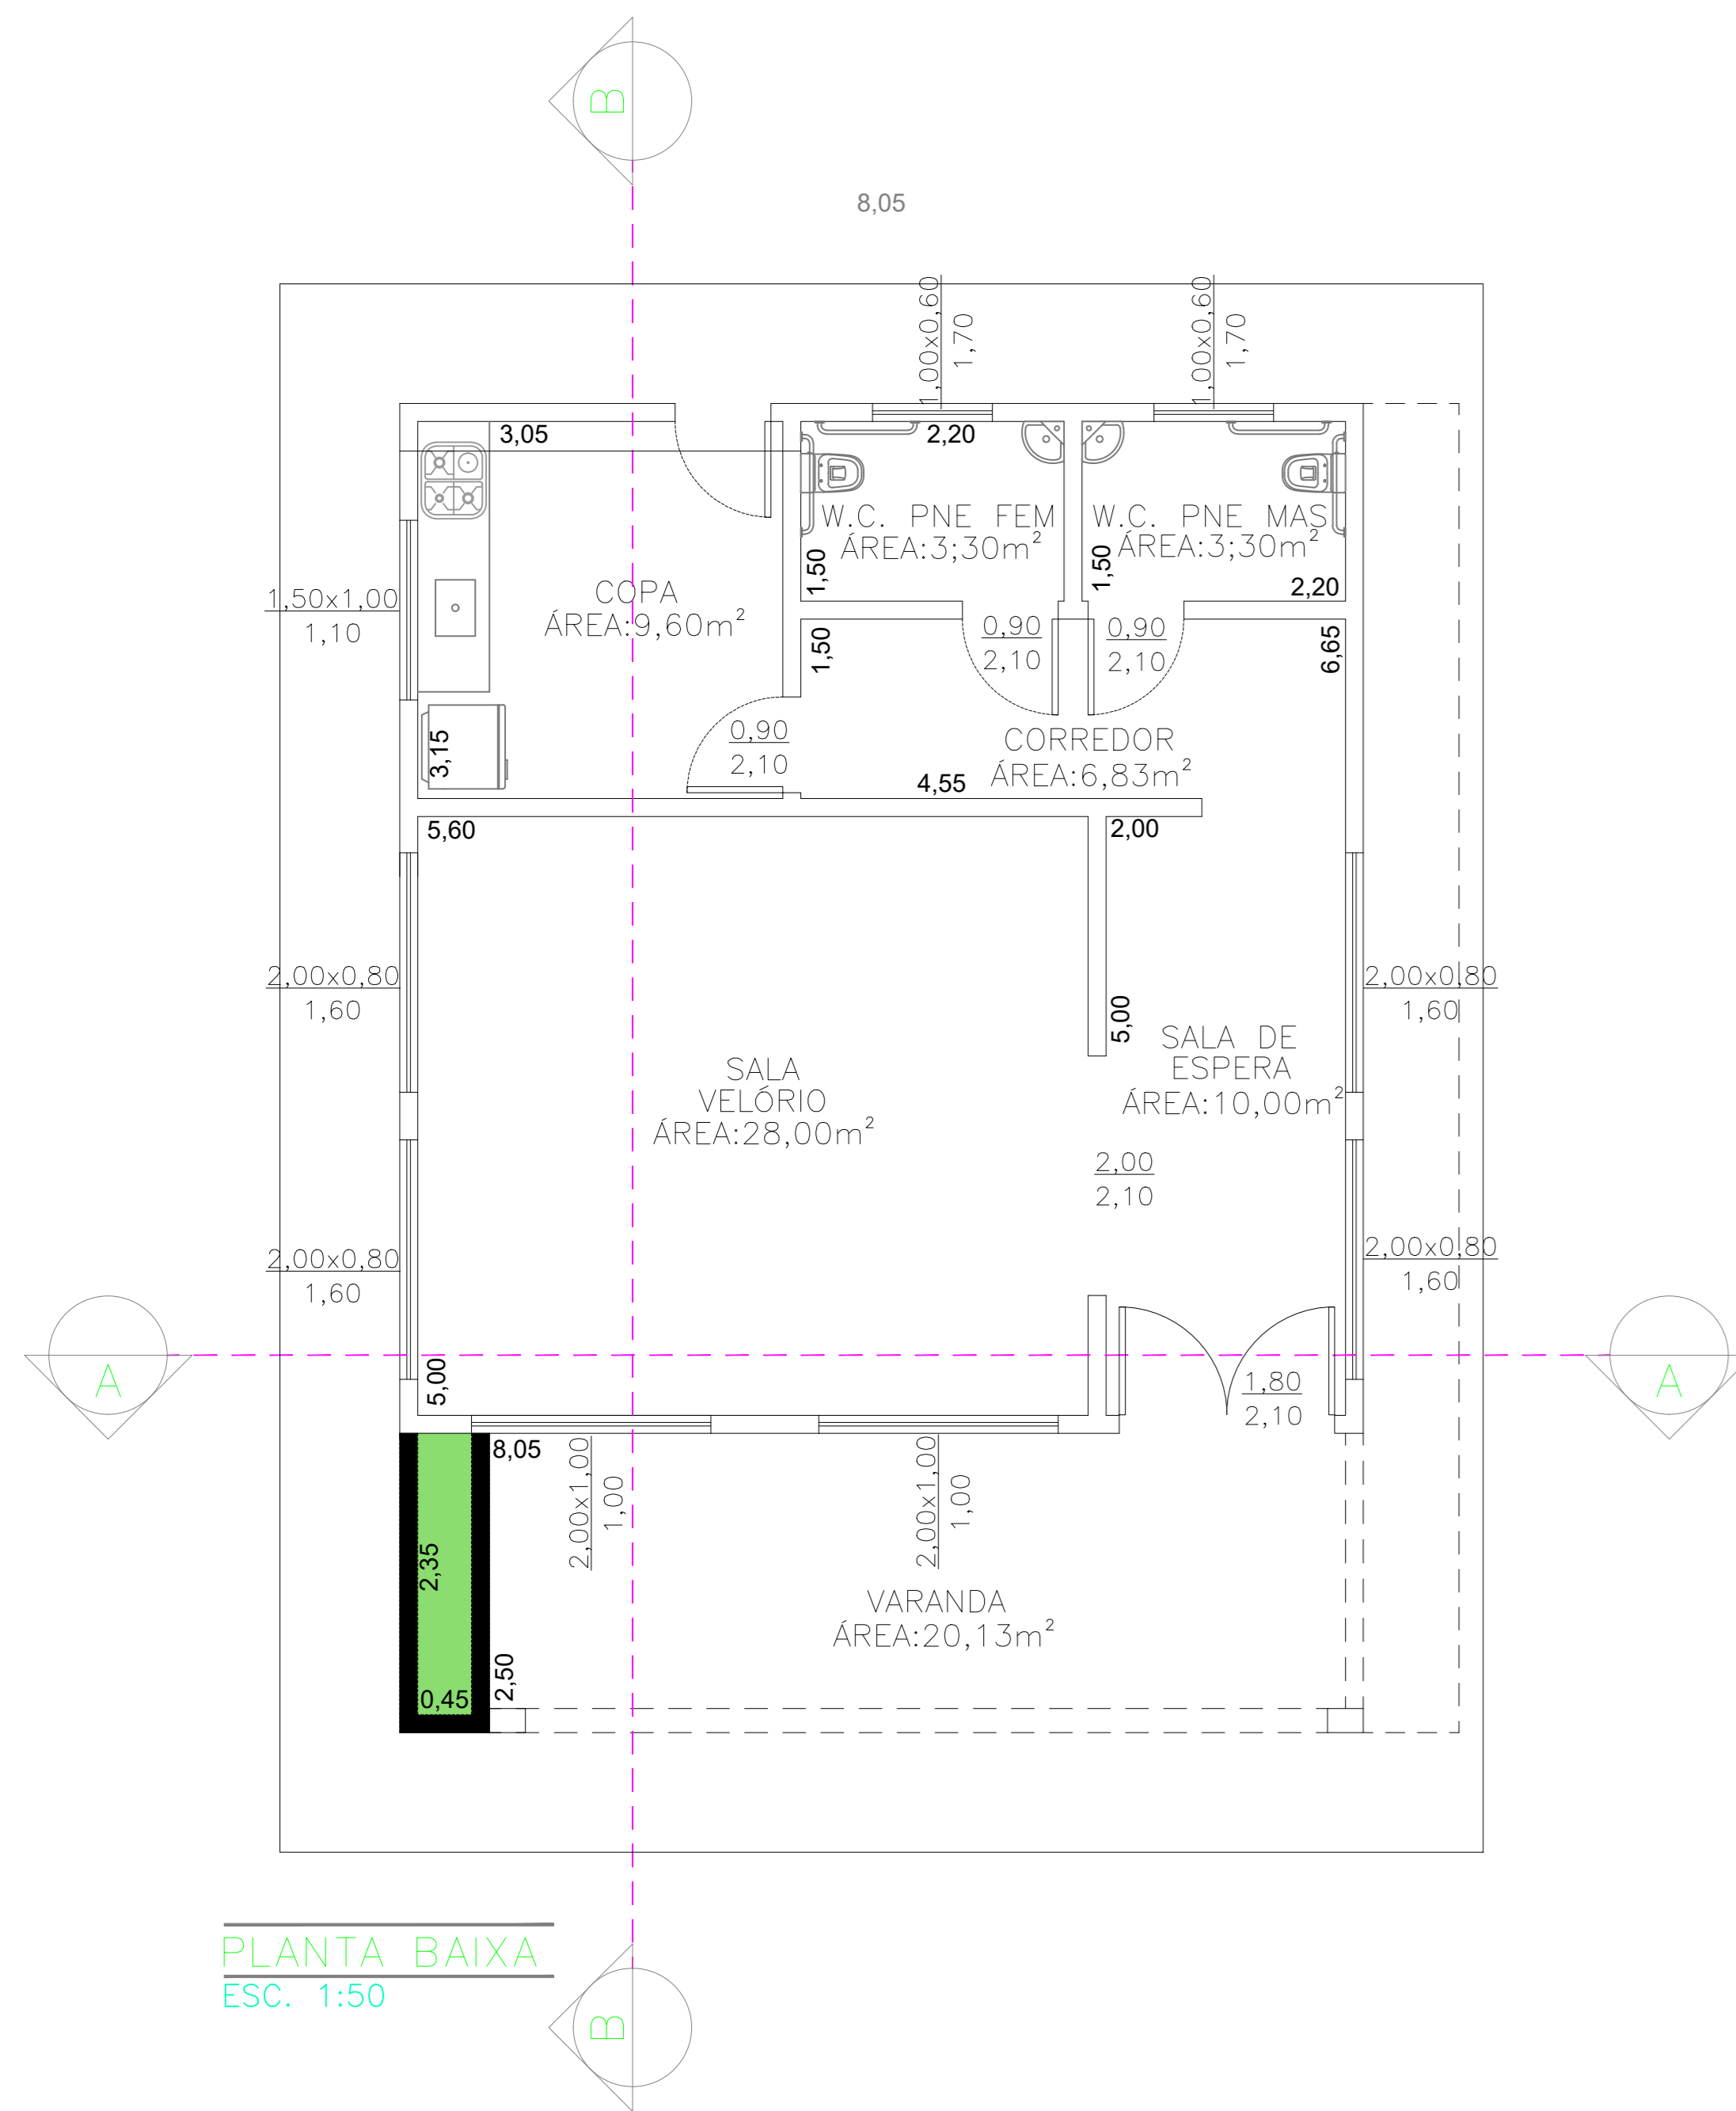 B
8,05
1,00x0,60
1,70
1,00x0,60
1,70
3,05
2,20
W.C. PNE FEM
ÁREA:3;30m²
W.C. PNE MAS
ÁREA:3;30m²
1,50
1,50
2,20
COPA
ÁREA:9,60m²
1,50x1,00
1,10
1,50
0,90
2,10
0,90
2,10
6,65
3,15
0,90
2,10
CORREDOR
ÁREA:6,83m²
4,55
5,60
2,00
2,00x0,80
1,60
2,00x0,80
1,60
5,00
SALA DE
ESPERA
ÁREA:10,00m²
SALA
VELÓRIO
ÁREA:28,00m²
2,00
2,10
2,00x0,80
1,60
2,00x0,80
1,60
A
A
5,00
1,80
2,10
8,05
2,00x1,00
1,00
2,00x1,00
1,00
2,35
VARANDA
ÁREA:20,13m²
2,50
0,45
PLANTA BAIXA
ESC. 1:50
B